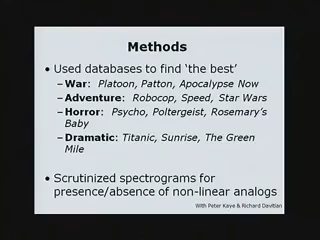 Methods
• Used databases to find ‘the best’
– War: Platoon, Patton, Apocalypse Now
– Adventure: Robocop, Speed, Star Wars
– Horror: Psycho, Poltergeist, Rosemary’s
Baby
– Dramatic: Titanic, Sunrise, The Green
Mile
• Scrutinized spectrograms for
presence/absence of non-linear analogs
With Peter Kaye & Richard Davitian